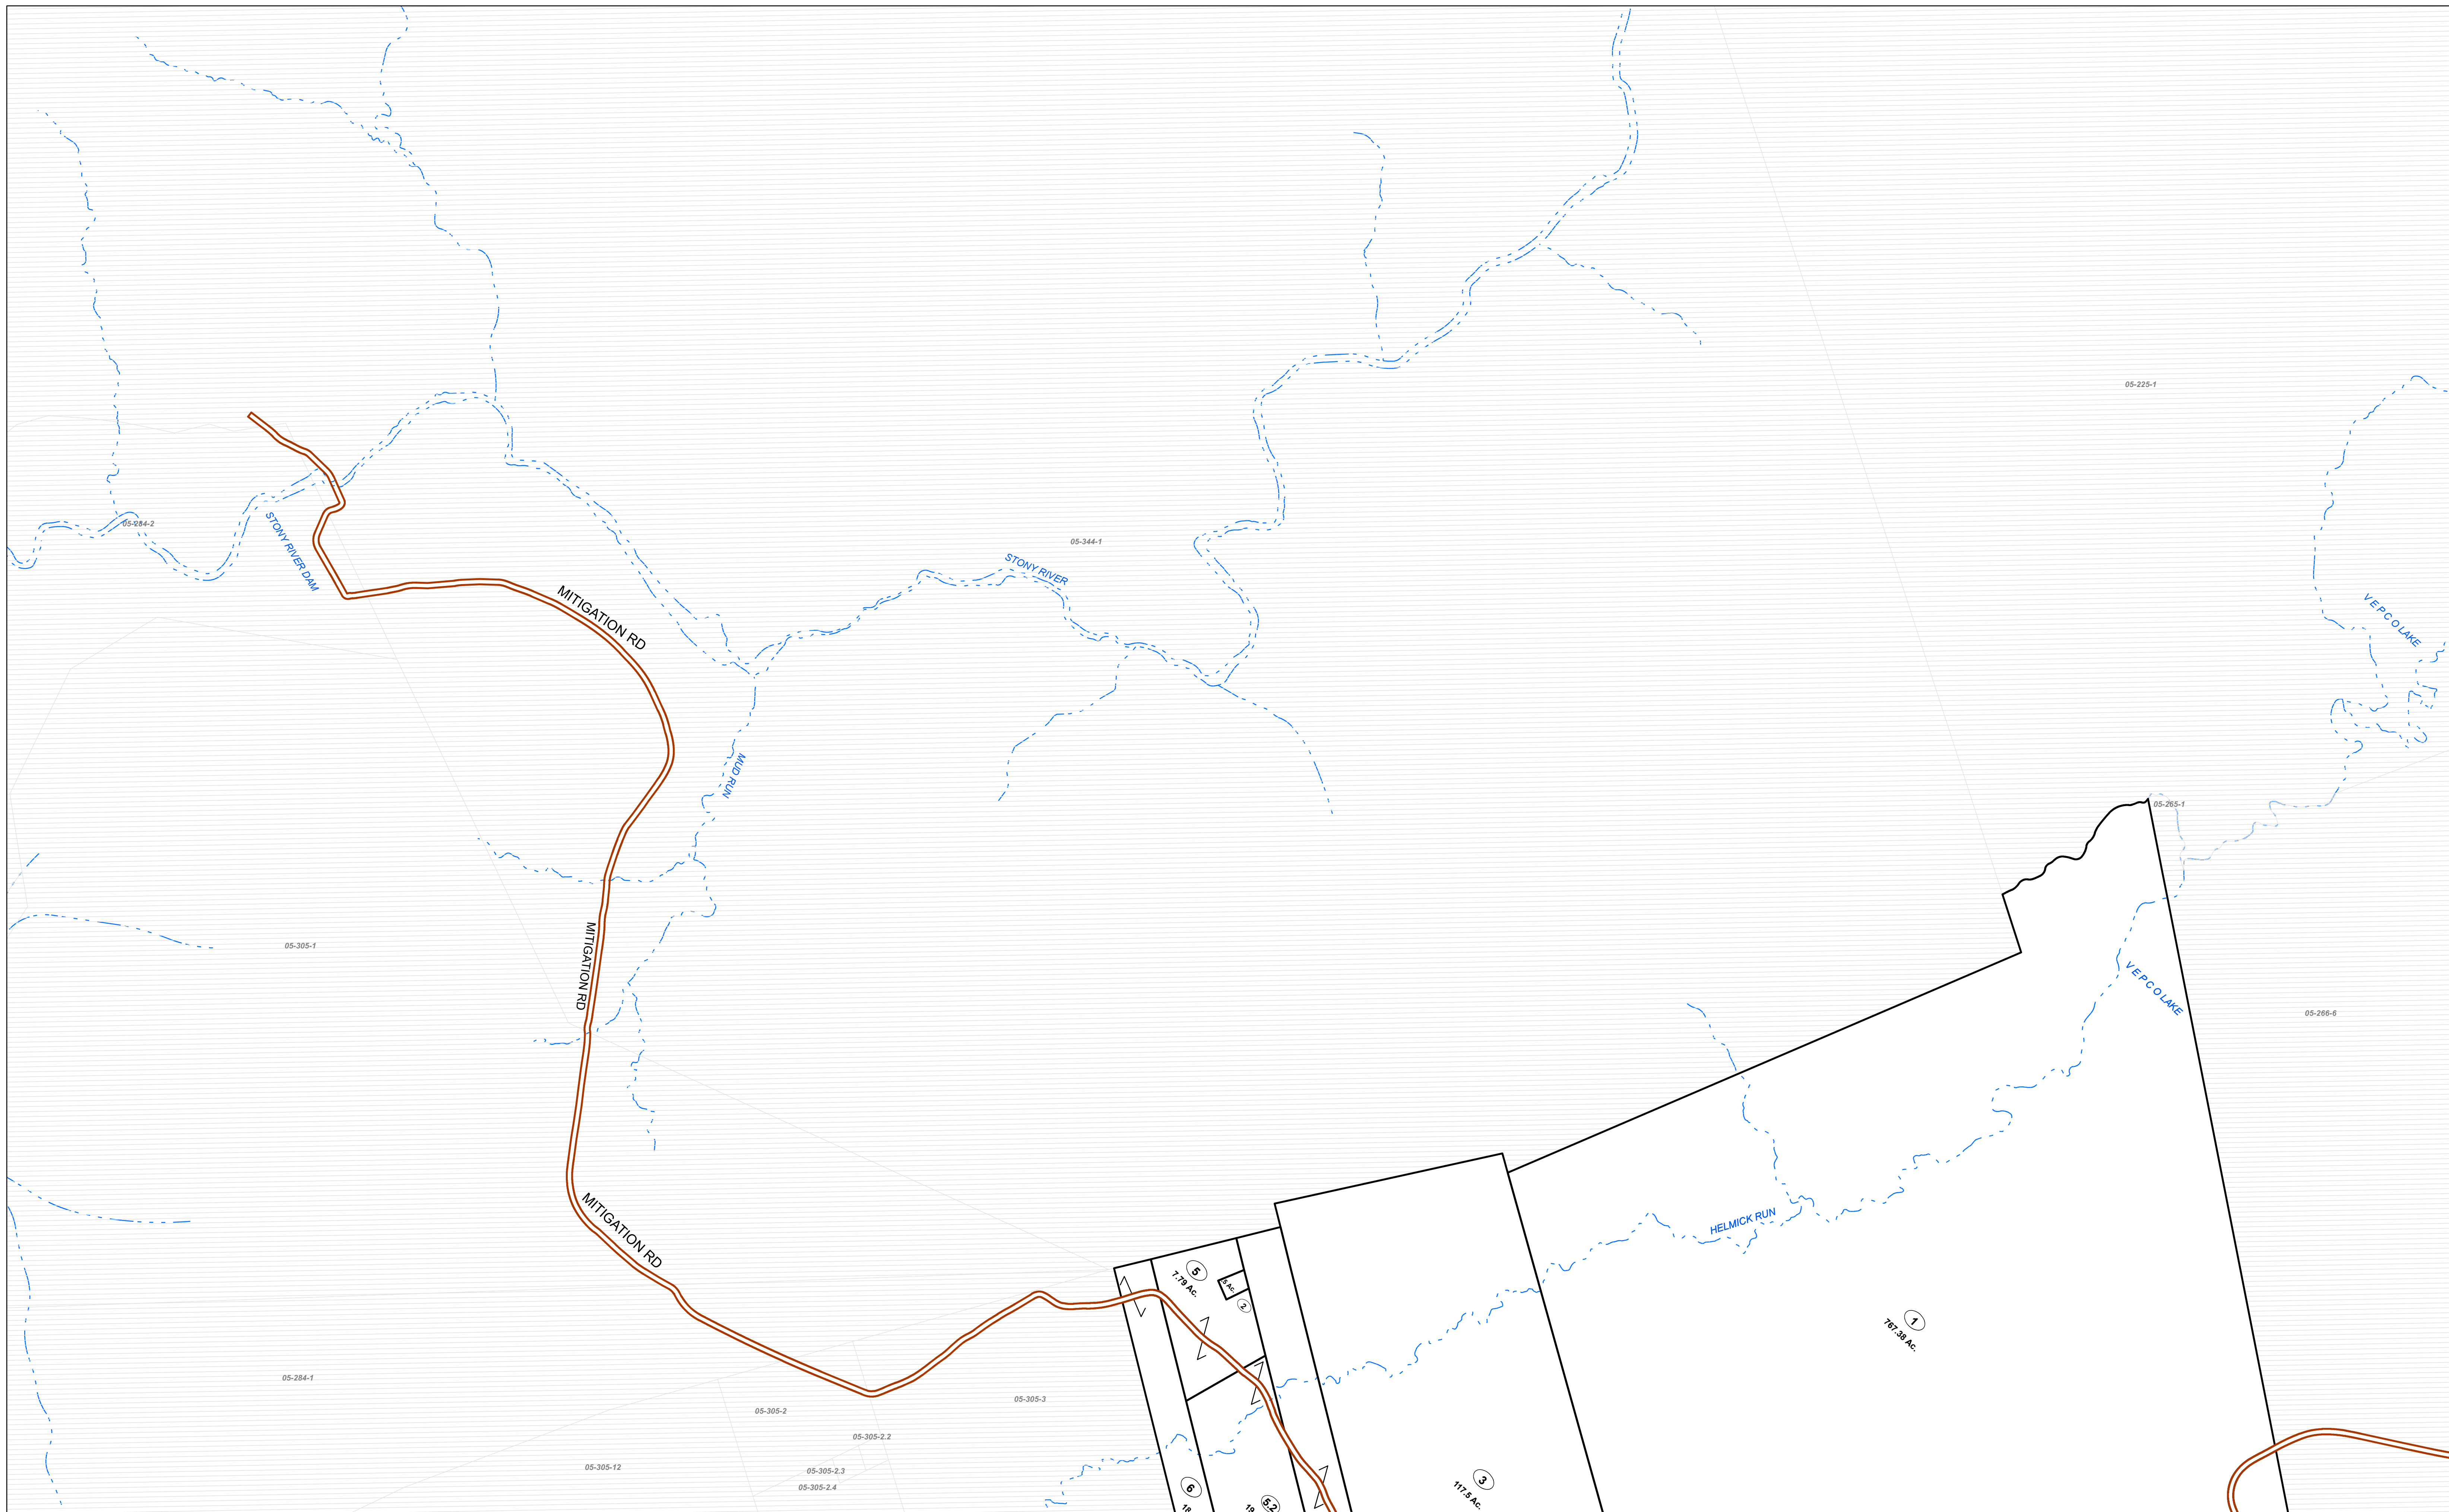 05-225-1
05-284-2
STONY RIVER DAM
05-344-1
STONY RIVER
MITIGATION RD
VEPCO LAKE
MUD RUN
05-265-1
MITIGATION RD
05-305-1
VEPCO LAKE
05-266-6
MITIGATION RD
HELMICK RUN
5
7.79 Ac.
2
1
767.38 Ac.
05-284-1
05-305-3
05-305-2
05-305-2.2
05-305-12
05-305-2.3
05-305-2.4
6
5.2
3
117.5 Ac.